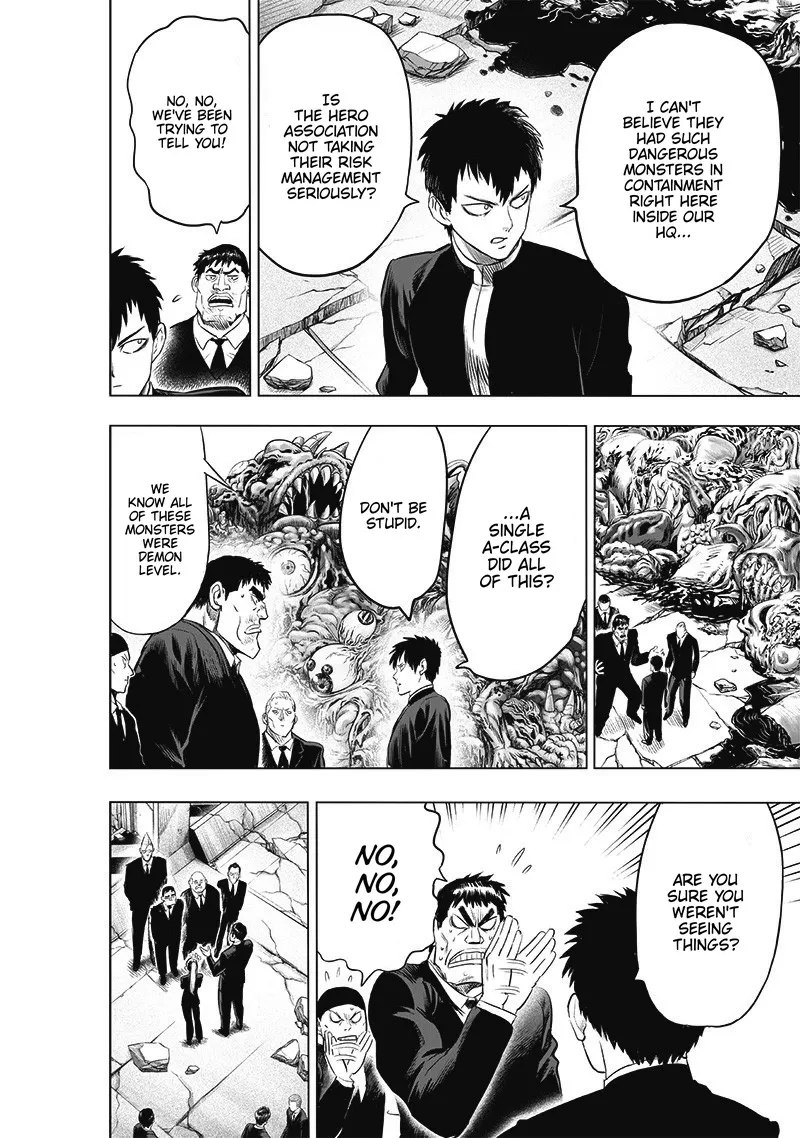 I CAN'T
BELIEVE THEY
HAD SUCH
DANGEROUS
MONSTERS IN
CONTAINMENT
RIGHT HERE
INSIDE OUR
HQ...
IS
THE HERO
ASSOCIATION
NOT TAKING
THEIR RISK
MANAGEMENT
SERIOUSLY?
NO, NO,
WE'VE BEEN
TRYING TO
TELL YOU!
...A
SINGLE
A-CLASS
DID ALL
OF THIS?
DON'T BE
STUPID.
WE
KNOW ALL
OF THESE
MONSTERS
WERE
DEMON
LEVEL.
ARE YOU
SURE YOU
WEREN'T
SEEING
THINGS?
NO,
NO,
NO!